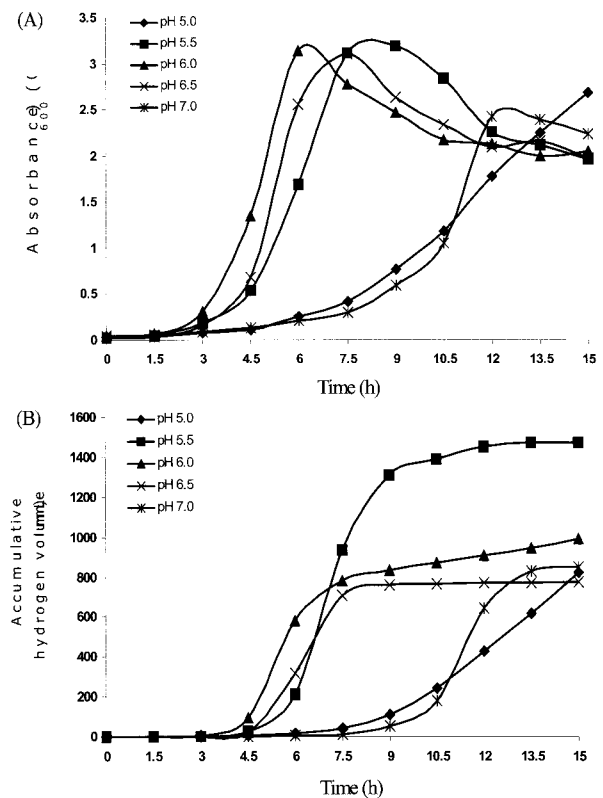 (A)
pH 5.0
pH 5.5
pH 6.0
pH 6.5
pH 7.0
3.5
3
2.5
2
1.5
1
0.5
0
Absorbance (600
0 1.5 3 4.5 6 7.5 9 10.5 12 13.5 15
Time (h)
(B)
pH 5.0
pH 5.5
pH 6.0
pH 6.5
pH 7.0
1600
1400
1200
1000
800
600
400
200
0
Accumulative
hydrogen
0 1.5 3 4.5 6 7.5 9 10.5 12 13.5 15
Time (h)